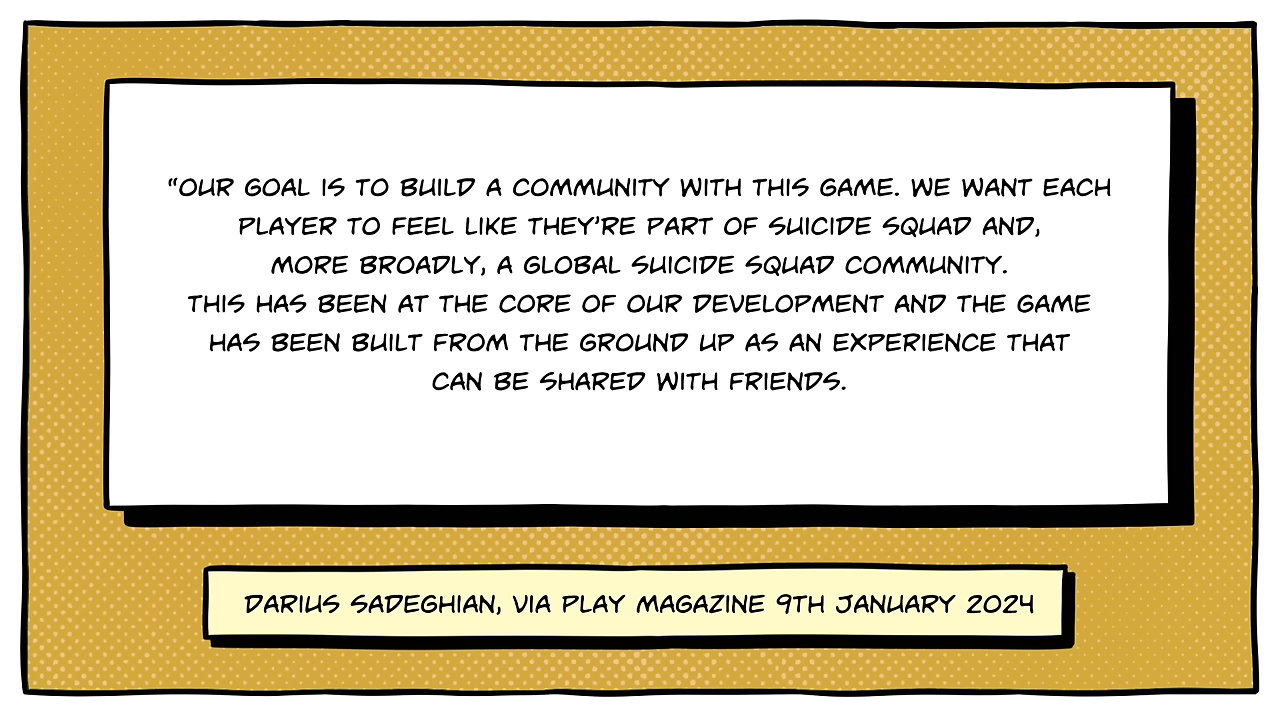 “OUR GOAL IS TO BUILD A COMMUNITY WITH THIS GAME. WE WANT EACH
PLAYER TO FEEL LIKE THEY’RE PART OF SUICIDE SQUAD AND,
MORE BROADLY, A GLOBAL SUICIDE SQUAD COMMUNITY.
THIS HAS BEEN AT THE CORE OF OUR DEVELOPMENT AND THE GAME
HAS BEEN BUILT FROM THE GROUND UP AS AN EXPERIENCE THAT
CAN BE SHARED WITH FRIENDS.
DARIUS SADEGHIAN, VIA PLAY MAGAZINE 9TH JANUARY 2024